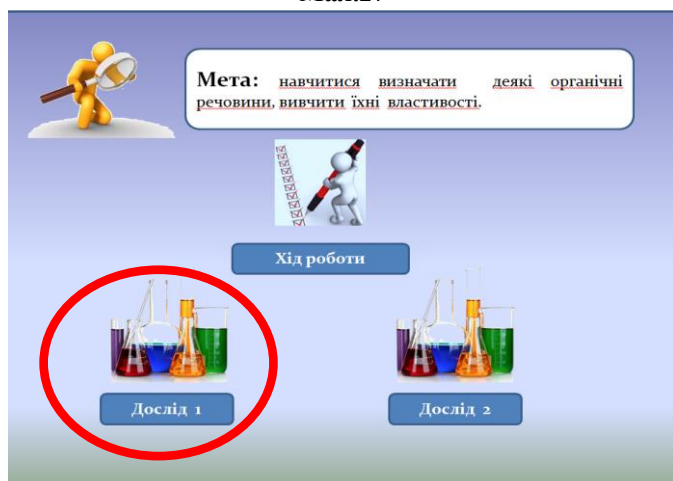 Мета: навчитися визначати деякі органічні
речовини, вивчити їхні властивості.
Хід роботи
Дослід 1
Дослід 2